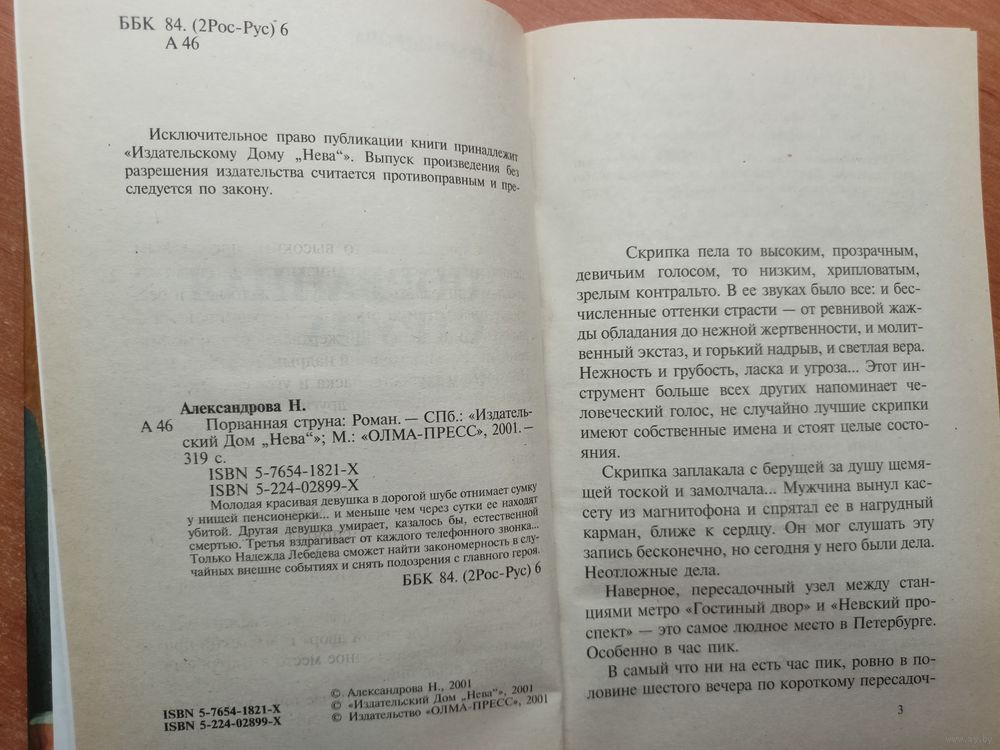 ББК 84. (2Рос-Рус) 6
А 46
Исключительное право публикации книги принадлежит
«Издательскому Дому „Нева“». Выпуск произведения без
разрешения издательства считается противоправным и пре-
следуется по закону.
Александрова Н.
А 46 Порванная струна: Роман. — СПб.: «Издатель-
ский Дом „Нева“»; М.: «ОЛМА-ПРЕСС», 2001.—
319 с.
ISBN 5-7654-1821-X
ISBN 5-224-02899-X
Молодая красивая девушка в дорогой шубе отнимает сумку
у нищей пенсионерки... и меньше чем через сутки ее находят
убитой. Другая девушка умирает, казалось бы, естественной
смертью. Третья вздрагивает от каждого телефонного звонка...
Только Надежда Лебедева сможет найти закономерность в слу-
чайных внешне событиях и снять подозрения с главного героя.
ББК 84. (2Рос-Рус) 6
ISBN 5-7654-1821-X
ISBN 5-224-02899-X
© Александрова Н., 2001
© «Издательский Дом „Нева“», 2001
© Издательство «ОЛМА-ПРЕСС», 2001
Скрипка пела то высоким, прозрачным,
девичьим голосом, то низким, хрипловатым,
зрелым контральто. В ее звуках было все: и бес-
численные оттенки страсти — от ревнивой жаж-
ды обладания до нежной жертвенности, и молит-
венный экстаз, и горький надрыв, и светлая вера.
Нежность и грубость, ласка и угроза... Этот ин-
струмент больше всех других напоминает че-
ловеческий голос, не случайно лучшие скрипки
имеют собственные имена и стоят целые состо-
яния.
Скрипка заплакала с берущей за душу щемя-
щей тоской и замолчала... Мужчина вынул кас-
сету из магнитофона и спрятал ее в нагрудный
карман, ближе к сердцу. Он мог слушать эту
запись бесконечно, но сегодня у него были дела.
Неотложные дела.
Наверное, пересадочный узел между стан-
циями метро «Гостиный двор» и «Невский про-
спект» — это самое людное место в Петербурге.
Особенно в час пик.
В самый что ни на есть час пик, ровно в по-
ловине шестого вечера по короткому пересадоч-
3